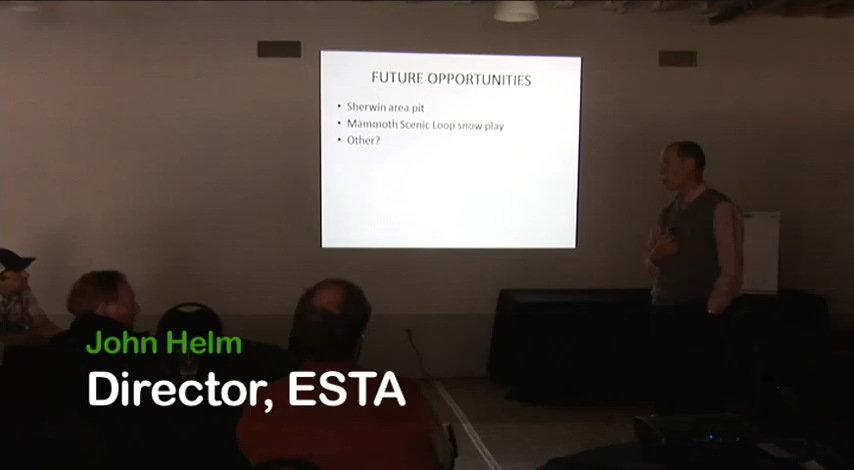 FUTURE OPPORTUNITIES
• Sherwin area pit
• Mammoth Scenic Loop snow play
• Other?
John Helm
Director, ESTA